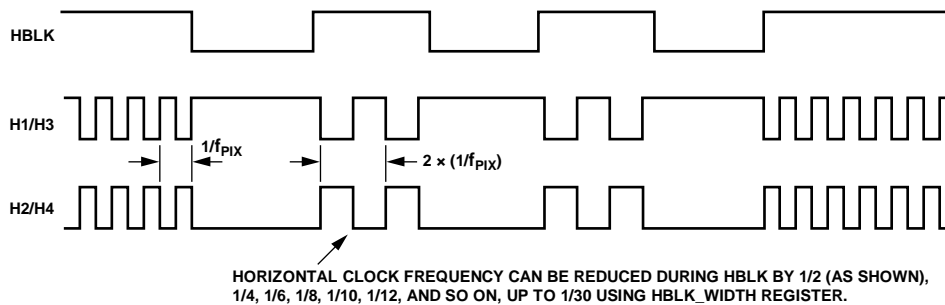 HBLK
H1/H3
1/fPIX
2 × (1/fPIX)
H2/H4
HORIZONTAL CLOCK FREQUENCY CAN BE REDUCED DURING HBLK BY 1/2 (AS SHOWN),
1/4, 1/6, 1/8, 1/10, 1/12, AND SO ON, UP TO 1/30 USING HBLK_WIDTH REGISTER.